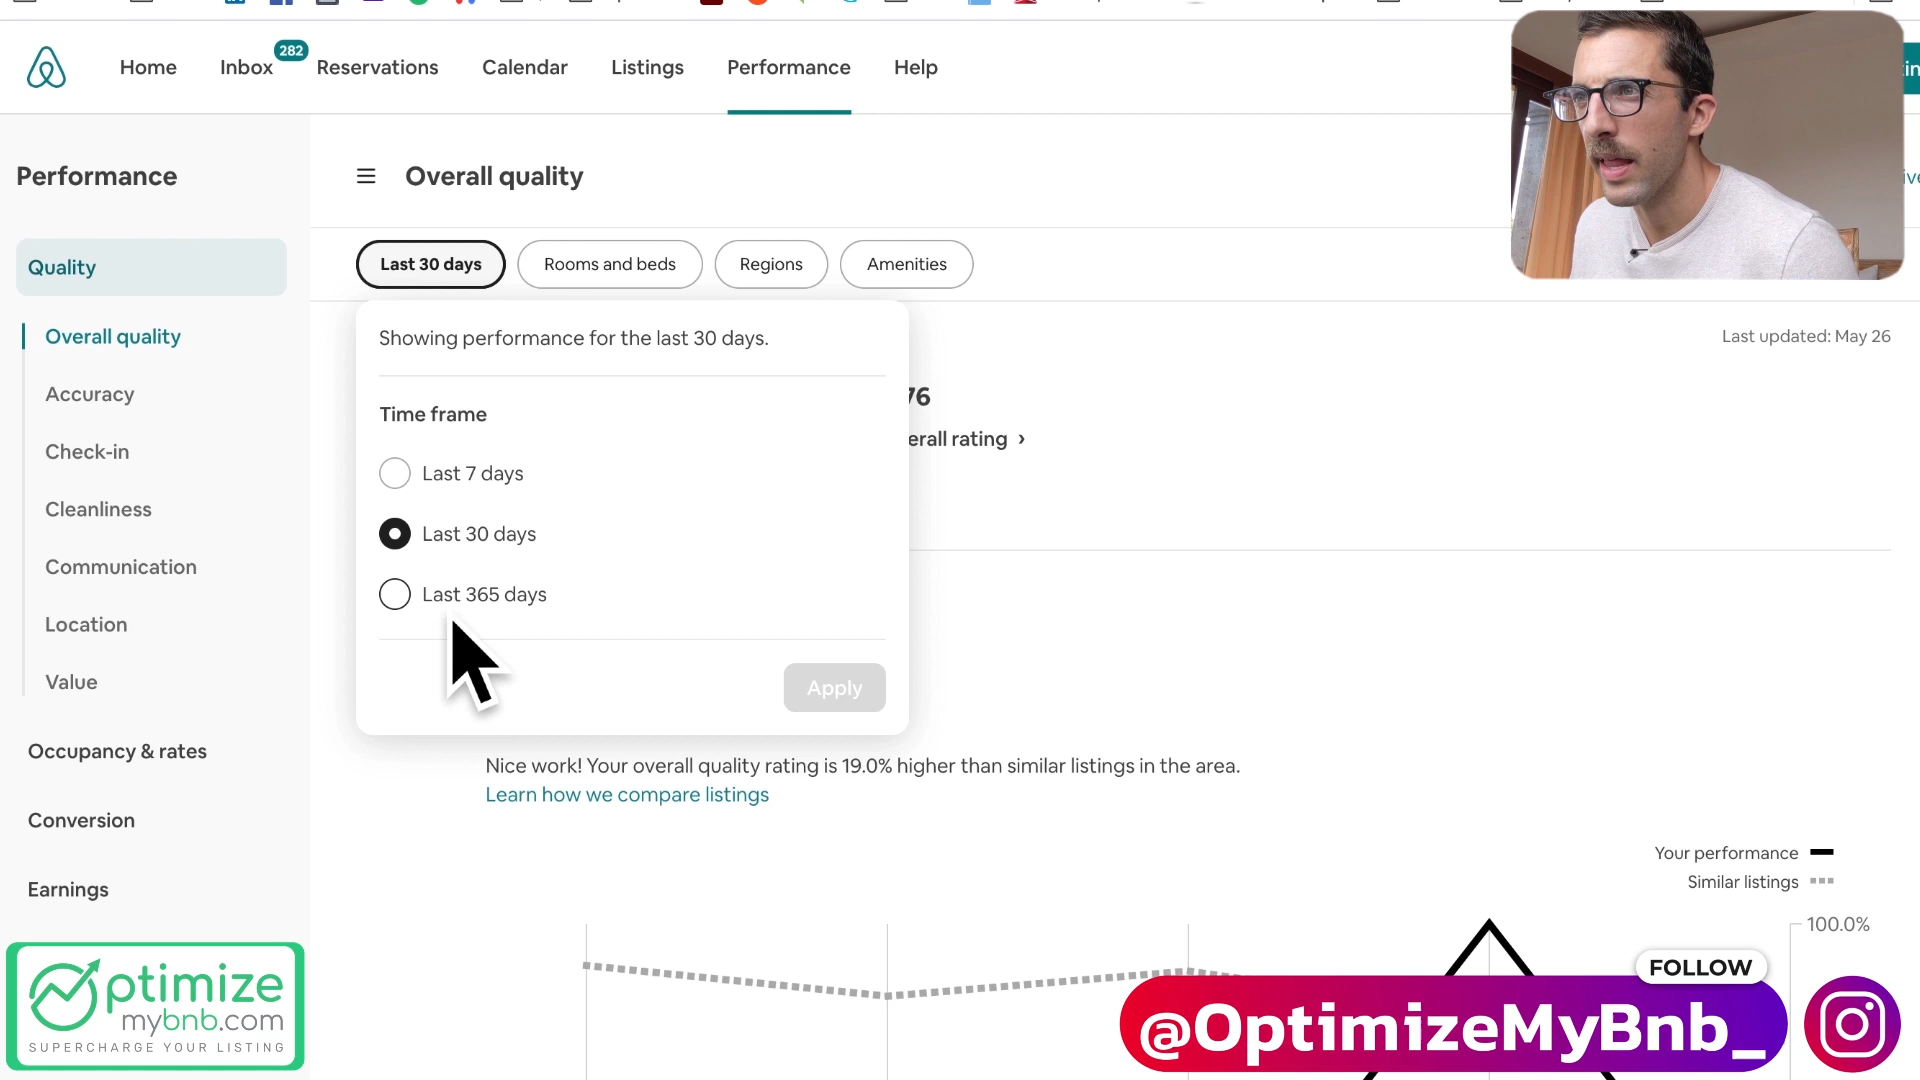 Home
Inbox
282
Reservations
Calendar
Listings
Performance
Help
Performance
Overall quality
Quality
Last 30 days
Rooms and beds
Regions
Amenities
Overall quality
Accuracy
Check-in
Cleanliness
Communication
Location
Value
Occupancy & rates
Conversion
Earnings
Showing performance for the last 30 days.
Time frame
Last 7 days
Last 30 days
Last 365 days
Apply
Last updated: May 26
76
erall rating ›
Nice work! Your overall quality rating is 19.0% higher than similar listings in the area.
Learn how we compare listings
Your performance
Similar listings
100.0%
Optimize
mybnb.com
SUPERCHARGE YOUR LISTING
FOLLOW
@OptimizeMyBnb_